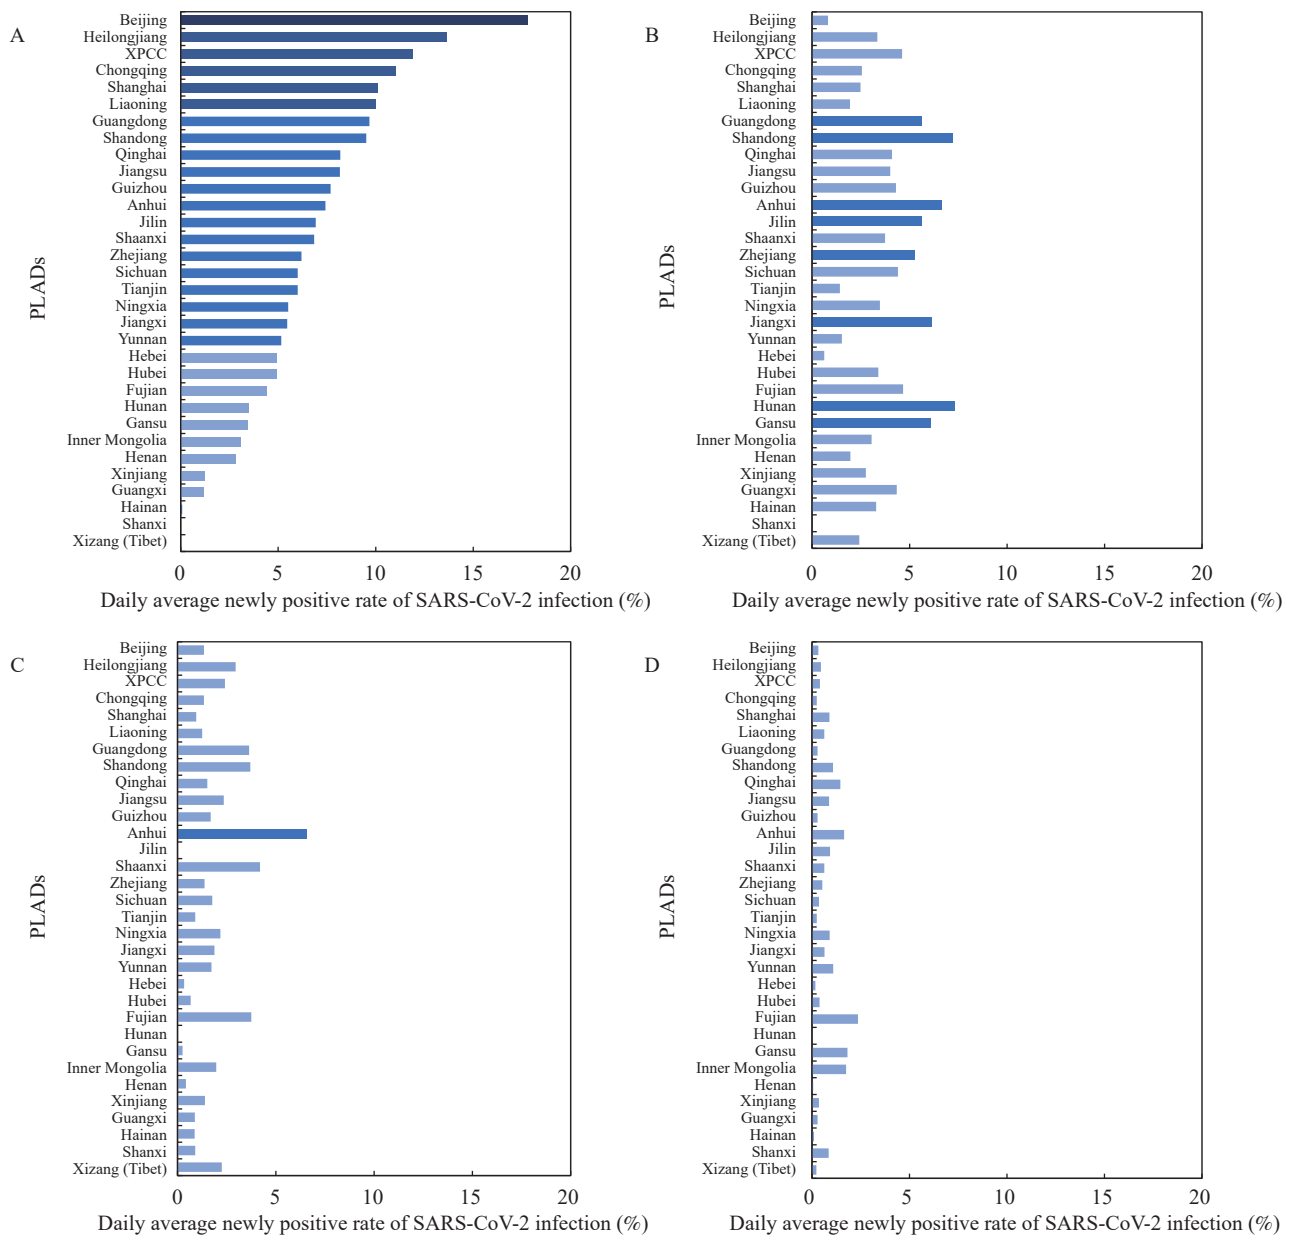 A
PLADs
Beijing
Heilongjiang
XPCC
Chongqing
Shanghai
Liaoning
Guangdong
Shandong
Qinghai
Jiangsu
Guizhou
Anhui
Jilin
Shaanxi
Zhejiang
Sichuan
Tianjin
Ningxia
Jiangxi
Yunnan
Hebei
Hubei
Fujian
Hunan
Gansu
Inner Mongolia
Henan
Xinjiang
Guangxi
Hainan
Shanxi
Xizang (Tibet)
0 5 10 15 20
Daily average newly positive rate of SARS-CoV-2 infection (%)
B
PLADs
Beijing
Heilongjiang
XPCC
Chongqing
Shanghai
Liaoning
Guangdong
Shandong
Qinghai
Jiangsu
Guizhou
Anhui
Jilin
Shaanxi
Zhejiang
Sichuan
Tianjin
Ningxia
Jiangxi
Yunnan
Hebei
Hubei
Fujian
Hunan
Gansu
Inner Mongolia
Henan
Xinjiang
Guangxi
Hainan
Shanxi
Xizang (Tibet)
0 5 10 15 20
Daily average newly positive rate of SARS-CoV-2 infection (%)
C
PLADs
Beijing
Heilongjiang
XPCC
Chongqing
Shanghai
Liaoning
Guangdong
Shandong
Qinghai
Jiangsu
Guizhou
Anhui
Jilin
Shaanxi
Zhejiang
Sichuan
Tianjin
Ningxia
Jiangxi
Yunnan
Hebei
Hubei
Fujian
Hunan
Gansu
Inner Mongolia
Henan
Xinjiang
Guangxi
Hainan
Shanxi
Xizang (Tibet)
0 5 10 15 20
Daily average newly positive rate of SARS-CoV-2 infection (%)
D
PLADs
Beijing
Heilongjiang
XPCC
Chongqing
Shanghai
Liaoning
Guangdong
Shandong
Qinghai
Jiangsu
Guizhou
Anhui
Jilin
Shaanxi
Zhejiang
Sichuan
Tianjin
Ningxia
Jiangxi
Yunnan
Hebei
Hubei
Fujian
Hunan
Gansu
Inner Mongolia
Henan
Xinjiang
Guangxi
Hainan
Shanxi
Xizang (Tibet)
0 5 10 15 20
Daily average newly positive rate of SARS-CoV-2 infection (%)